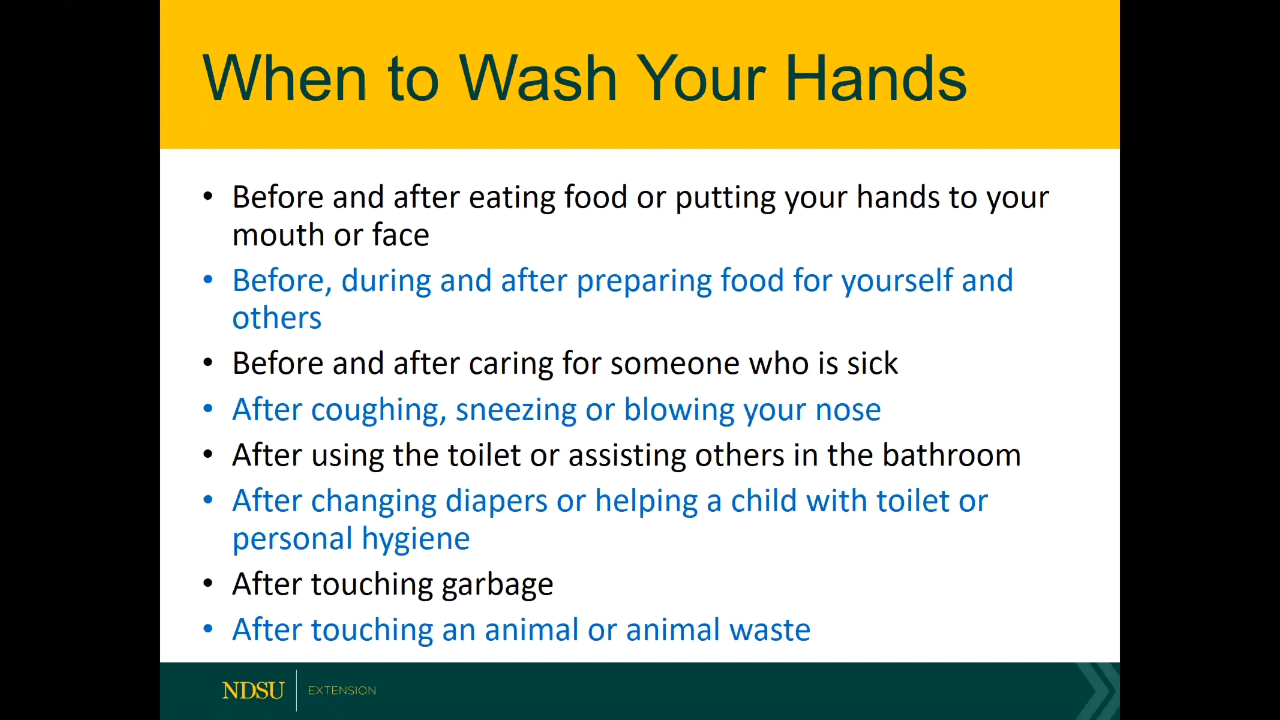 When to Wash Your Hands
• Before and after eating food or putting your hands to your
mouth or face
• Before, during and after preparing food for yourself and
others
• Before and after caring for someone who is sick
• After coughing, sneezing or blowing your nose
• After using the toilet or assisting others in the bathroom
• After changing diapers or helping a child with toilet or
personal hygiene
• After touching garbage
• After touching an animal or animal waste
NDSU EXTENSION